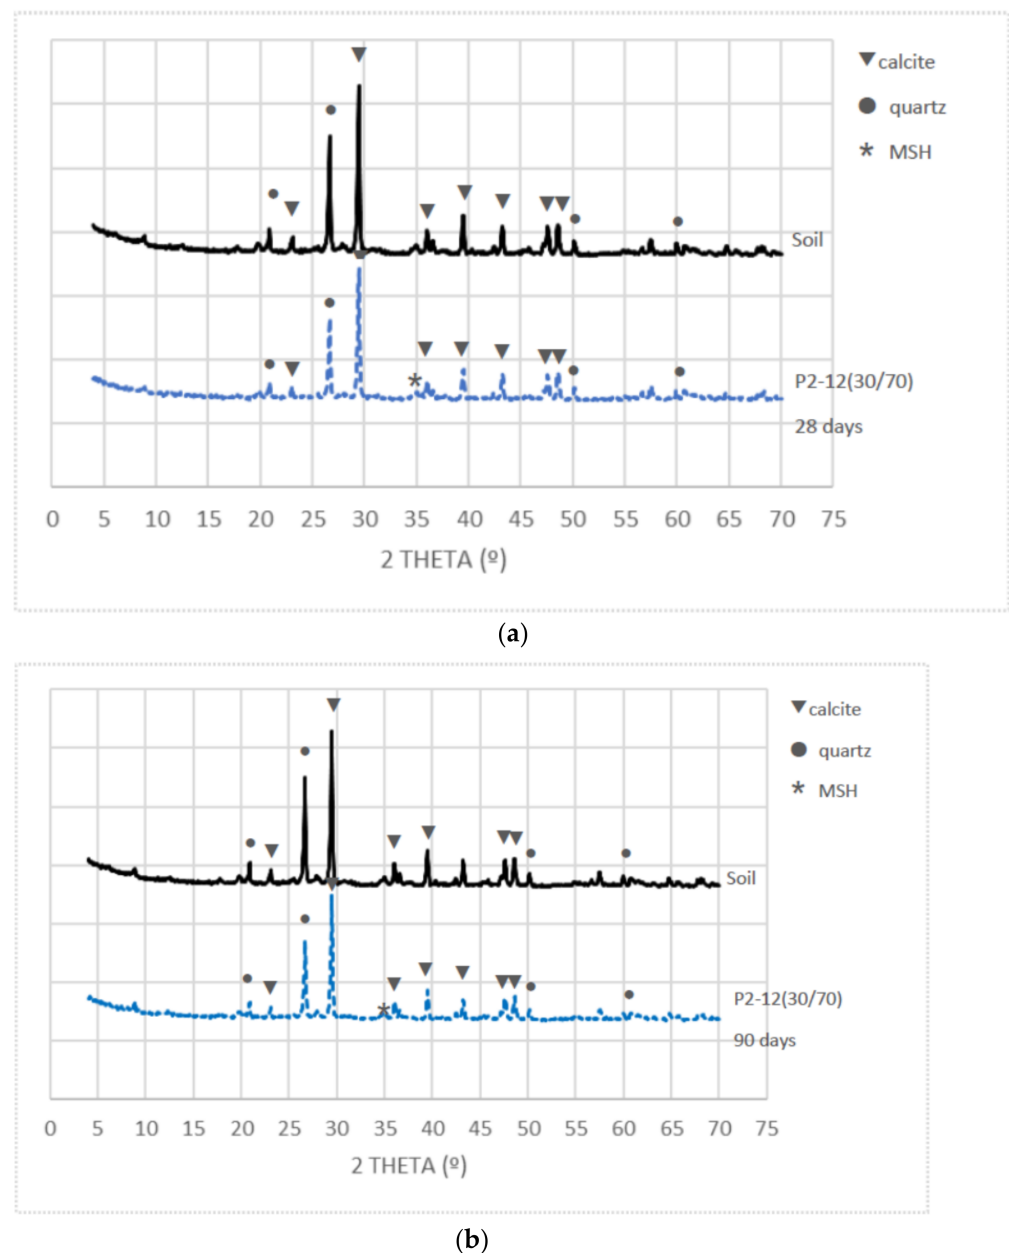 calcite
quartz
* MSH
Soil
P2-12(30/70)
28 days
0 5 10 15 20 25 30 35 40 45 50 55 60 65 70 75
2 THETA (º)
(a)
calcite
quartz
* MSH
Soil
P2-12(30/70)
90 days
0 5 10 15 20 25 30 35 40 45 50 55 60 65 70 75
2 THETA (º)
(b)